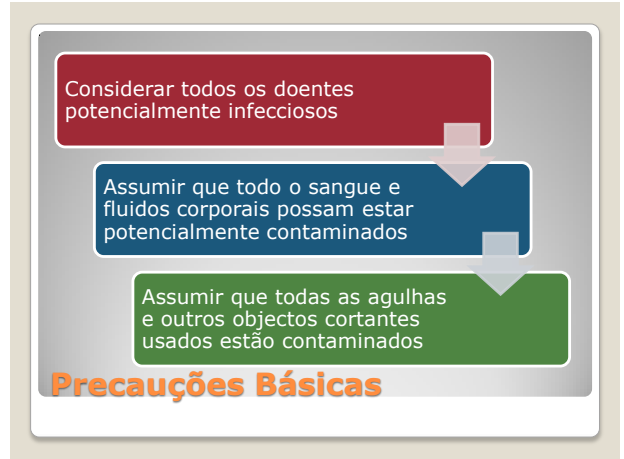 Considerar todos os doentes
potencialmente infecciosos
Assumir que todo o sangue e
fluidos corporais possam estar
potencialmente contaminados
Assumir que todas as agulhas
e outros objectos cortantes
usados estão contaminados
Precauções Básicas